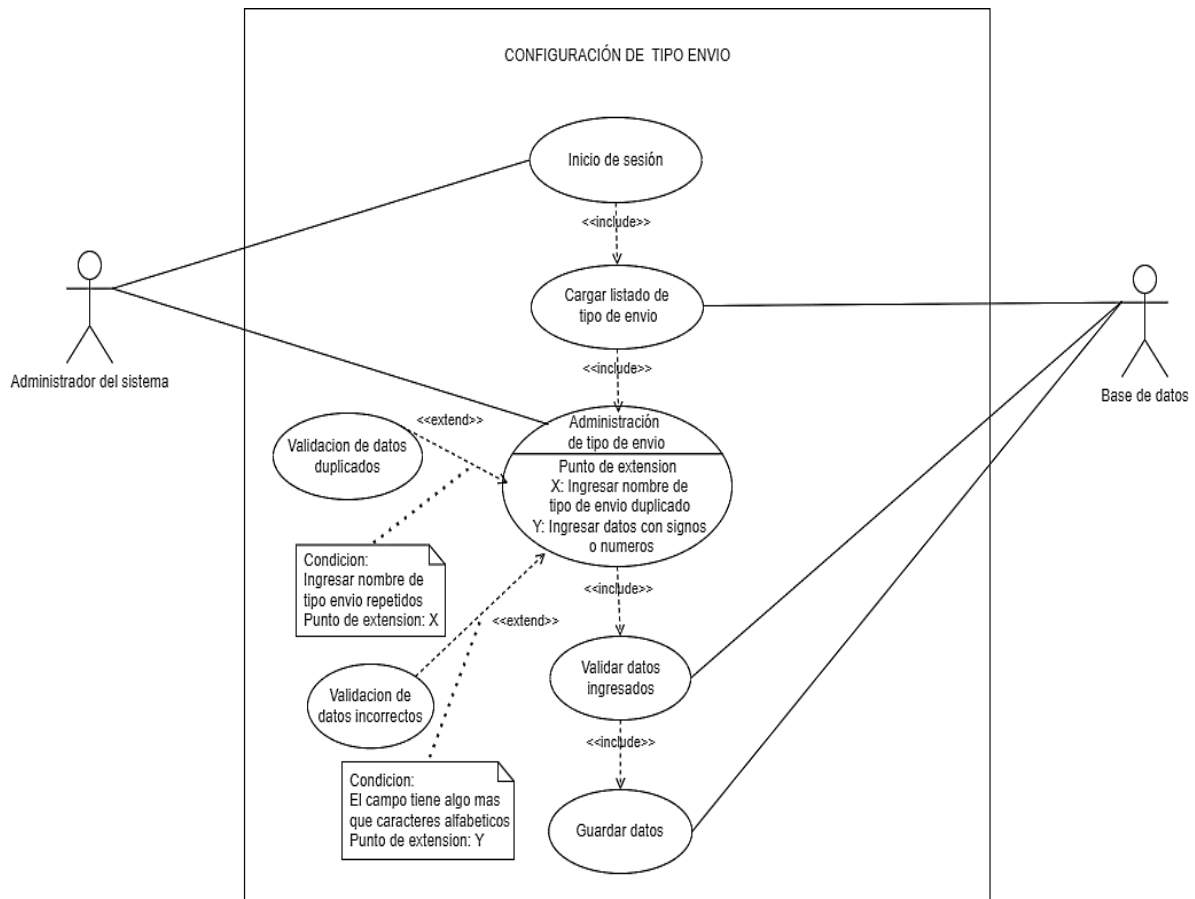 CONFIGURACIÓN DE TIPO ENVIO
Inicio de sesión
<<include>>
Cargar listado de
tipo de envio
Administrador del sistema
Base de datos
<<include>>
<<extend>>
Validacion de datos
duplicados
Administración
de tipo de envio
Punto de extension
X: Ingresar nombre de
tipo de envio duplicado
Y: Ingresar datos con signos
o numeros
Condicion:
Ingresar nombre de
tipo envio repetidos
Punto de extension: X
<<include>>
<<extend>>
Validar datos
ingresados
Validacion de
datos incorrectos
<<include>>
Condicion:
El campo tiene algo mas
que caracteres alfabeticos
Punto de extension: Y
Guardar datos